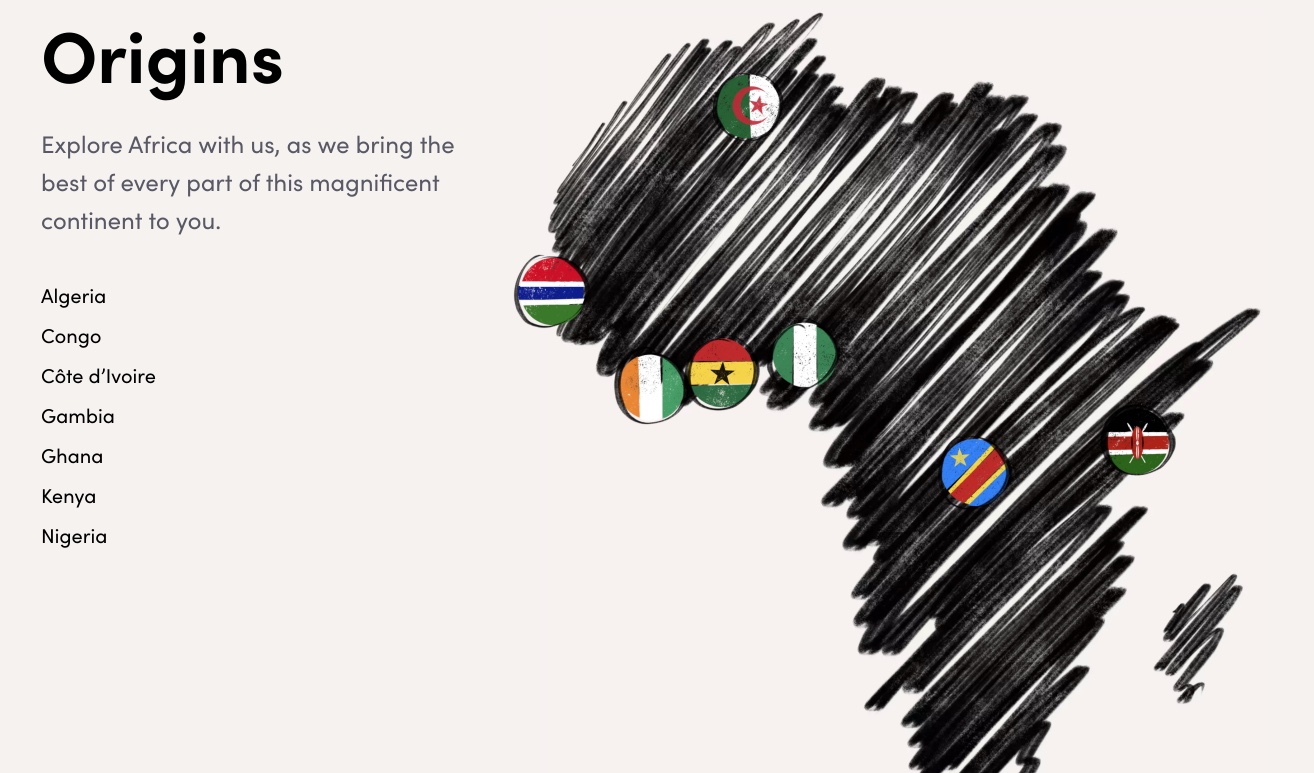 Origins
Explore Africa with us, as we bring the
best of every part of this magnificent
continent to you.
Algeria
Congo
Côte d’Ivoire
Gambia
Ghana
Kenya
Nigeria